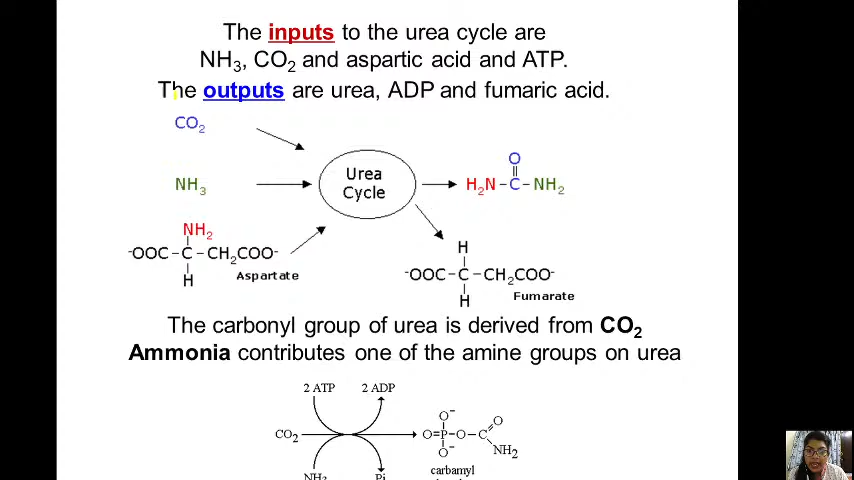 The inputs to the urea cycle are
NH3, CO2 and aspartic acid and ATP.
The outputs are urea, ADP and fumaric acid.
CO2
O
NH3
Urea
Cycle
H2N-C-NH2
NH2
-OOC-C-CH2COO-
H
Aspartate
H
-OOC-C-CH2COO-
H
Fumarate
The carbonyl group of urea is derived from CO2
Ammonia contributes one of the amine groups on urea
2 ATP 2 ADP
CO2
O-
O=P-O-C
O
O-
NH2
NH3 Pi
carbamyl